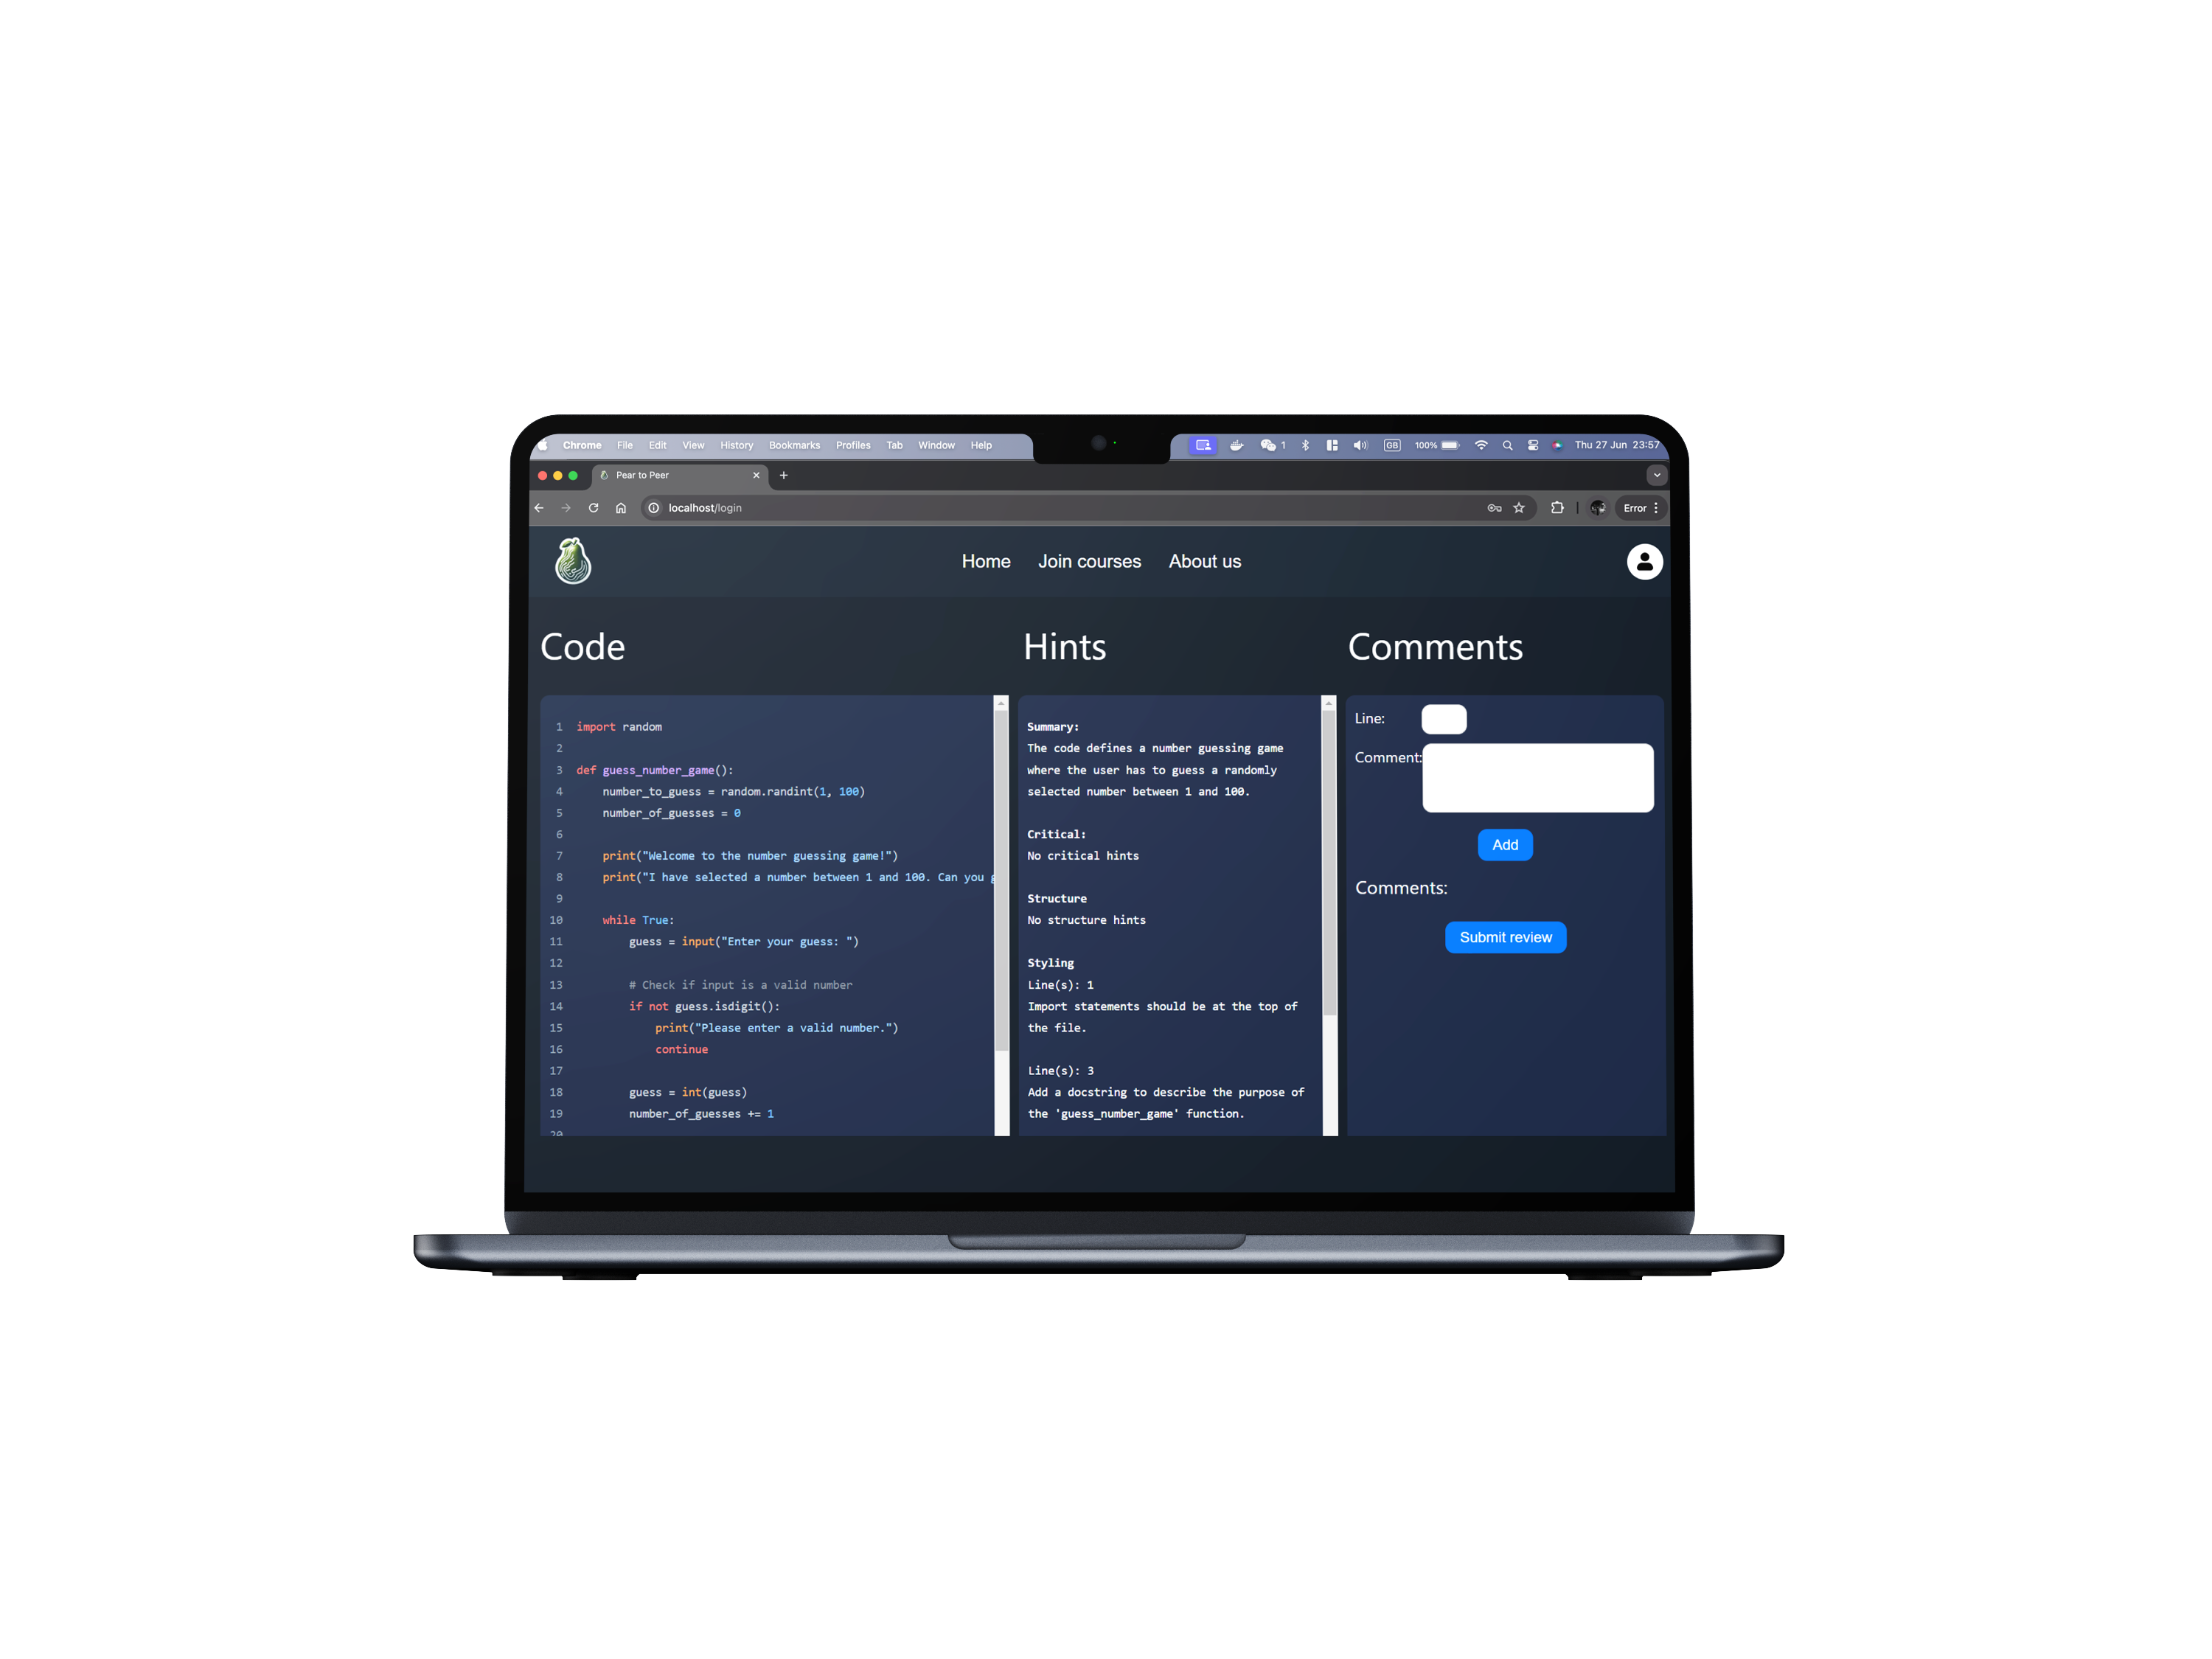 Chrome File Edit View History Bookmarks Profiles Tab Window Help
1 GB 100% Thu 27 Jun 23:57
Pear to Peer
localhost/login
Error
Home Join courses About us
Code
1 import random
2
3 def guess_number_game():
4 number_to_guess = random.randint(1, 100)
5 number_of_guesses = 0
6
7 print("Welcome to the number guessing game!")
8 print("I have selected a number between 1 and 100. Can you g
9
10 while True:
11 guess = input("Enter your guess: ")
12
13 # Check if input is a valid number
14 if not guess.isdigit():
15 print("Please enter a valid number.")
16 continue
17
18 guess = int(guess)
19 number_of_guesses += 1
20
Hints
Summary:
The code defines a number guessing game
where the user has to guess a randomly
selected number between 1 and 100.
Critical:
No critical hints
Structure
No structure hints
Styling
Line(s): 1
Import statements should be at the top of
the file.
Line(s): 3
Add a docstring to describe the purpose of
the 'guess_number_game' function.
Comments
Line:
Comment:
Add
Comments:
Submit review